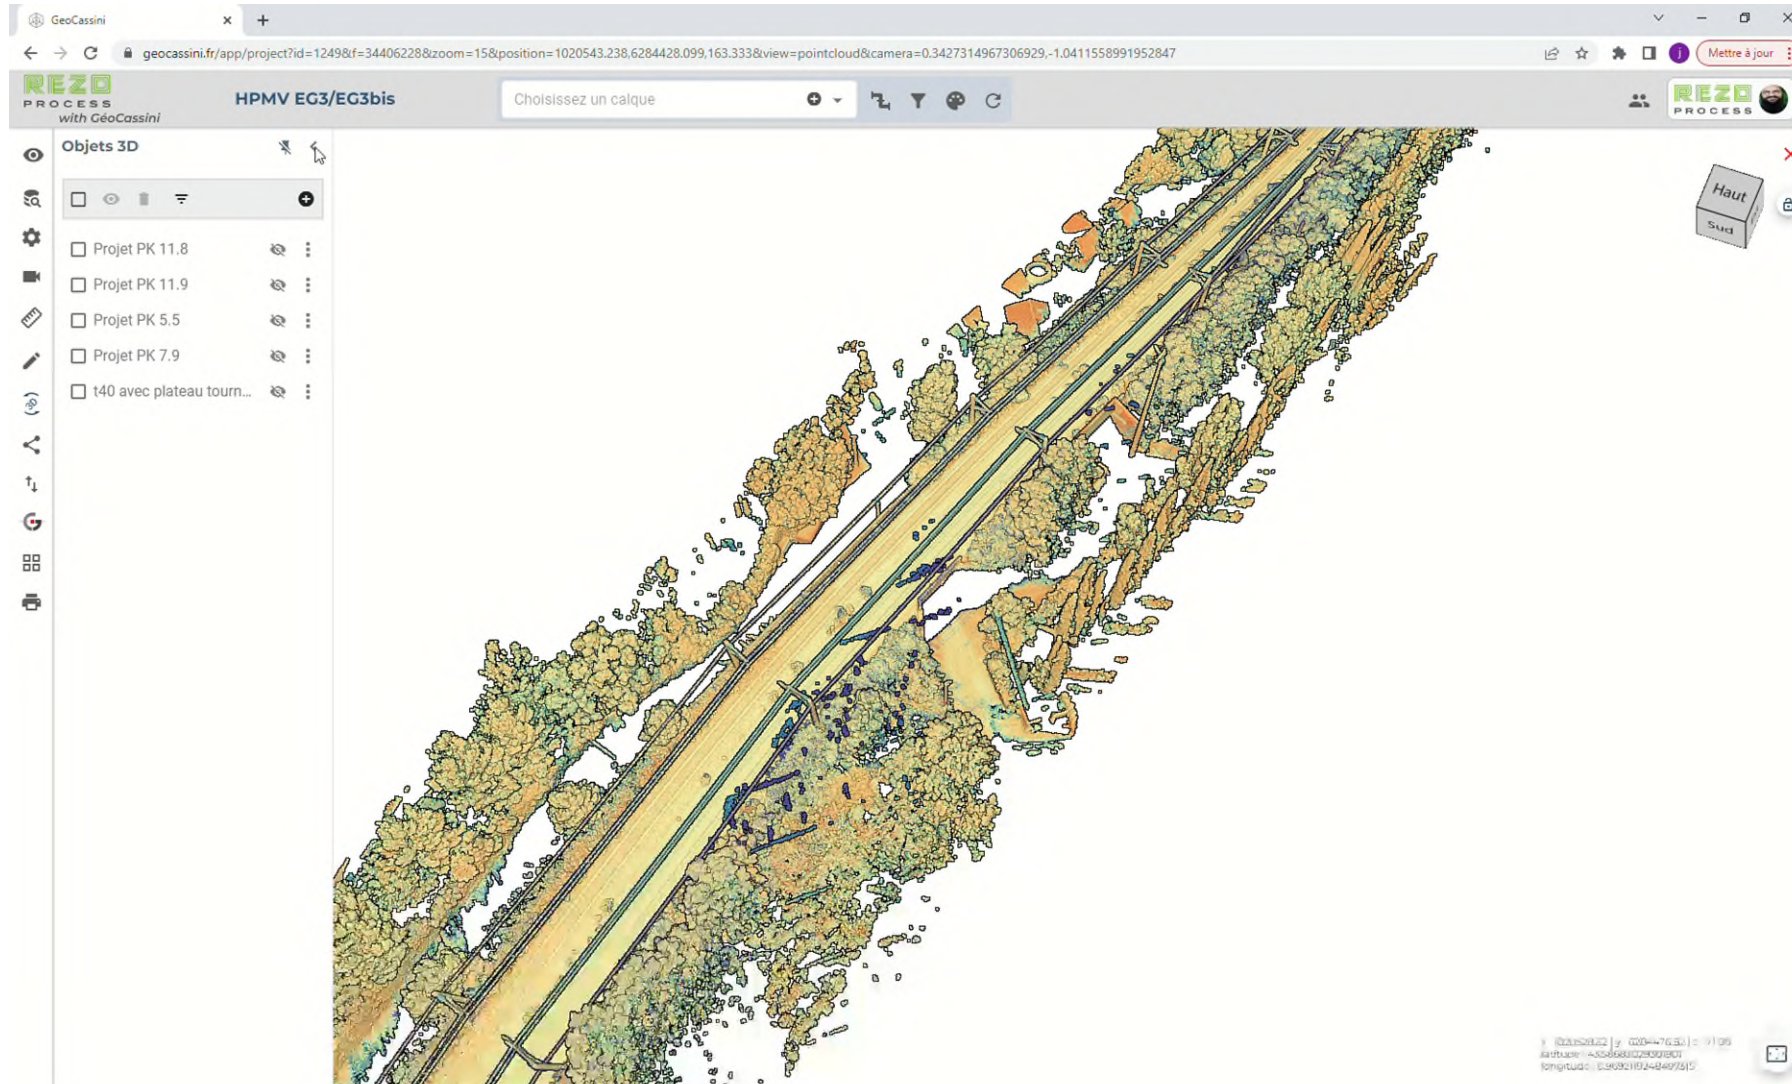 GeoCassini
geocassini.fr/app/project?id=1249&f=34406228&zoom=15&position=1020543.238,6284428.099,163.333&view=pointcloud&camera=0.3427314967306929,-1.0411558991952847
j
Mettre à jour
REZO
PROCESS
with GéoCassini
HPMV EG3/EG3bis
Choisissez un calque
REZO
PROCESS
Objets 3D
Haut
Sud
Projet PK 11.8
Projet PK 11.9
Projet PK 5.5
Projet PK 7.9
t40 avec plateau tourn...